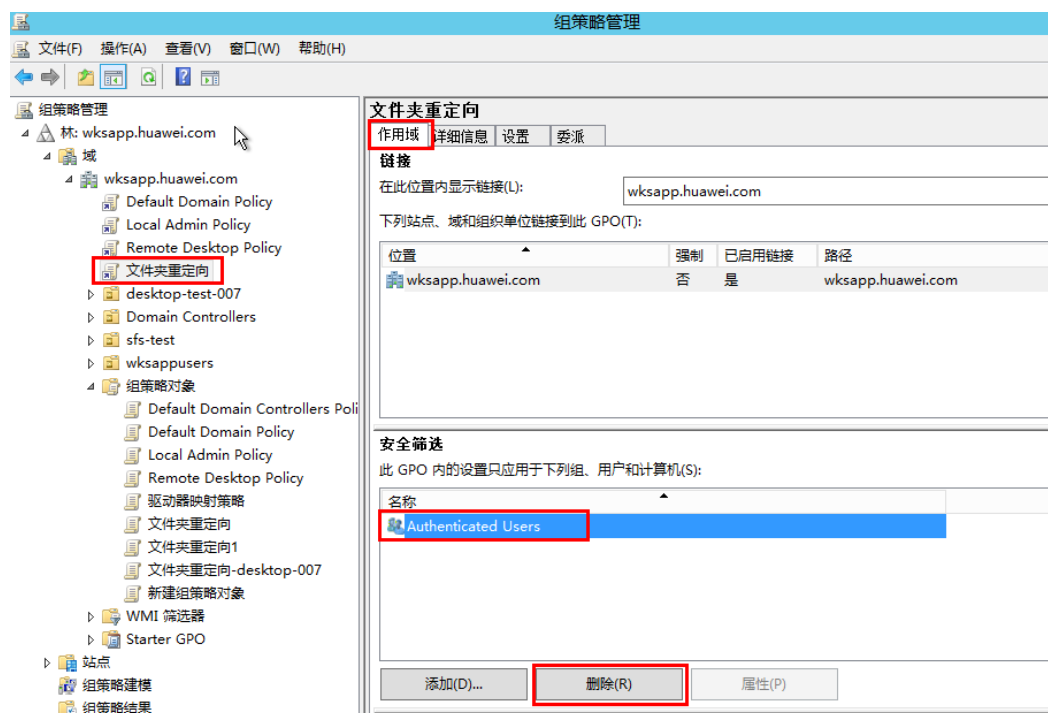 组策略管理
文件(F) 操作(A) 查看(V) 窗口(W) 帮助(H)
组策略管理
林: wksapp.huawei.com
域
wksapp.huawei.com
Default Domain Policy
Local Admin Policy
Remote Desktop Policy
文件夹重定向
desktop-test-007
Domain Controllers
sfs-test
wksappusers
组策略对象
Default Domain Controllers Poli
Default Domain Policy
Local Admin Policy
Remote Desktop Policy
驱动器映射策略
文件夹重定向
文件夹重定向1
文件夹重定向-desktop-007
新建组策略对象
WMI 筛选器
Starter GPO
站点
组策略建模
组策略结果
文件夹重定向
作用域 详细信息 设置 委派
链接
在此位置内显示链接(L): wksapp.huawei.com
下列站点、域和组织单位链接到此 GPO(T):
位置 强制 已启用链接 路径
wksapp.huawei.com 否 是 wksapp.huawei.com
安全筛选
此 GPO 内的设置只应用于下列组、用户和计算机(S):
名称
Authenticated Users
添加(D)... 删除(R) 属性(P)